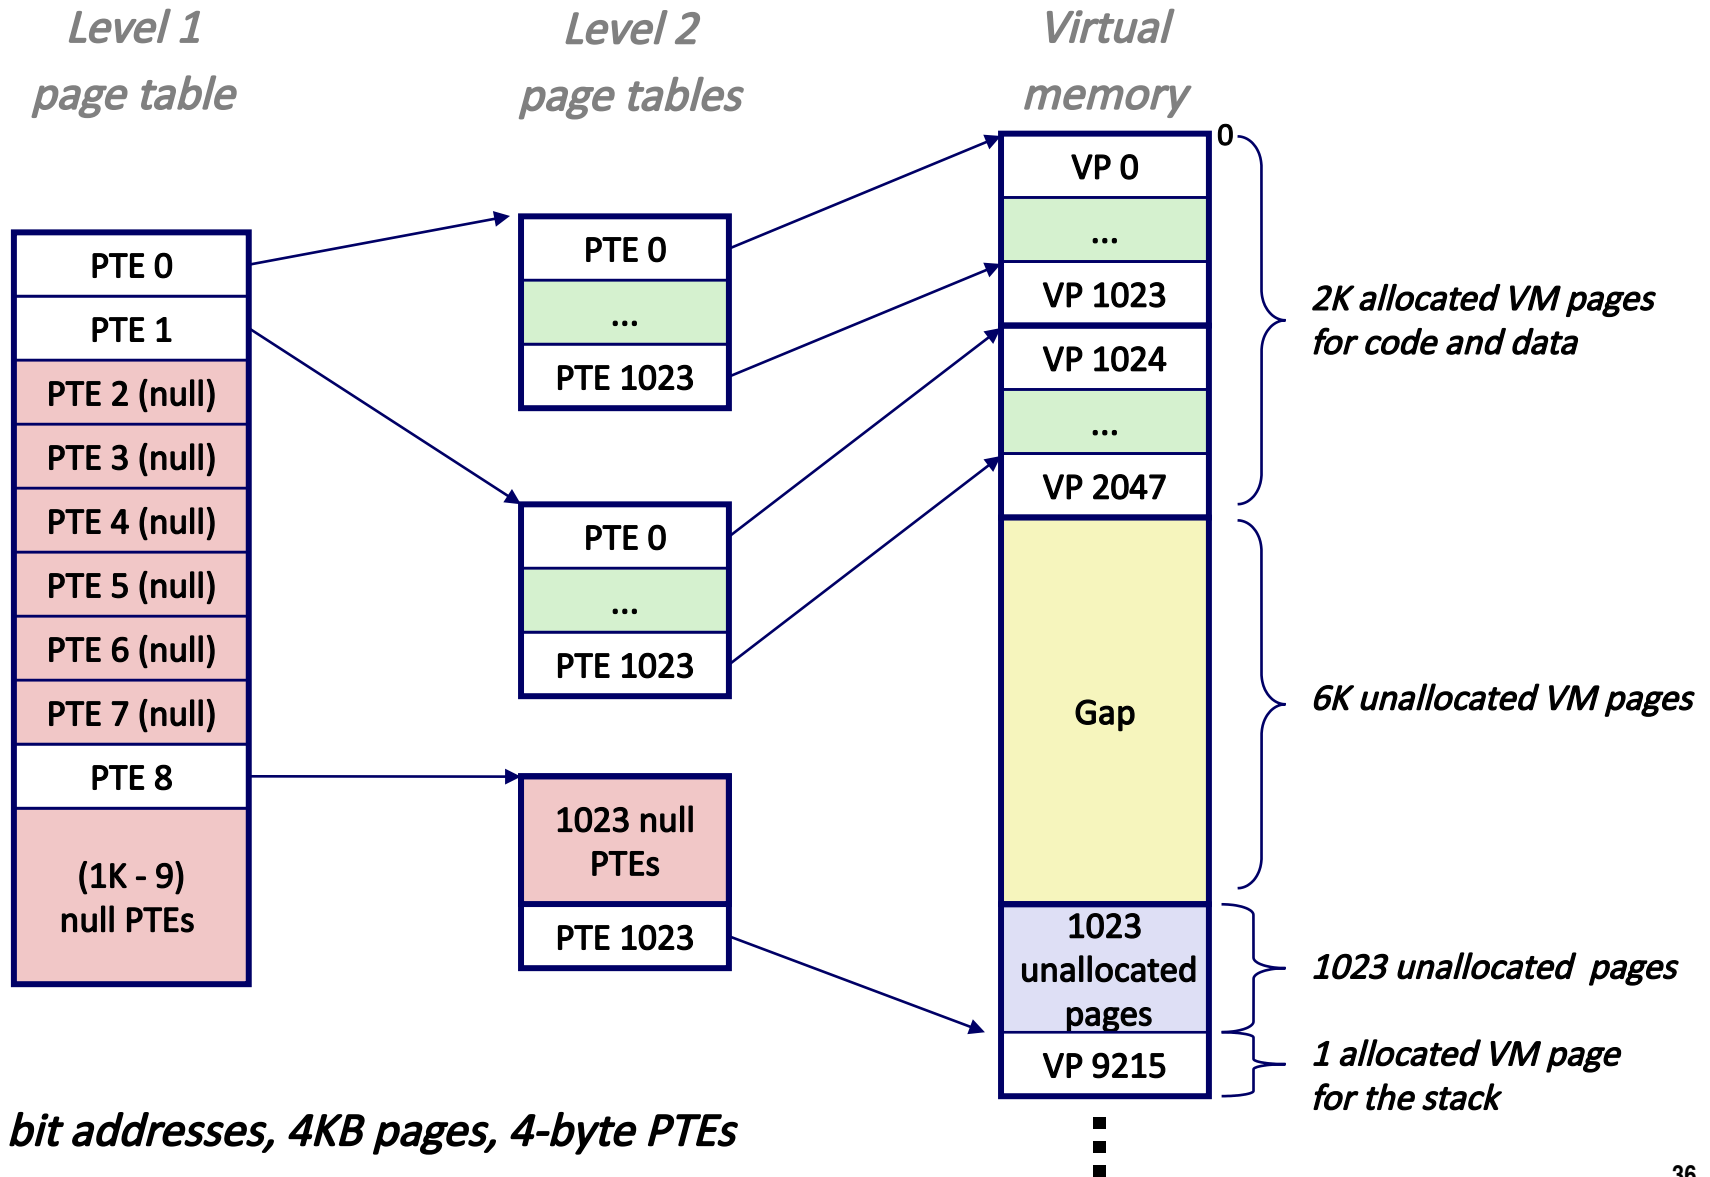 Level 1
page table
Level 2
page tables
Virtual
memory
PTE 0
PTE 1
PTE 2 (null)
PTE 3 (null)
PTE 4 (null)
PTE 5 (null)
PTE 6 (null)
PTE 7 (null)
PTE 8
(1K - 9)
null PTEs
PTE 0
...
PTE 1023
PTE 0
...
PTE 1023
1023 null
PTEs
PTE 1023
0
VP 0
...
VP 1023
VP 1024
...
VP 2047
Gap
1023
unallocated
pages
VP 9215
2K allocated VM pages
for code and data
6K unallocated VM pages
1023 unallocated  pages
1 allocated VM page
for the stack
bit addresses, 4KB pages, 4-byte PTEs
36